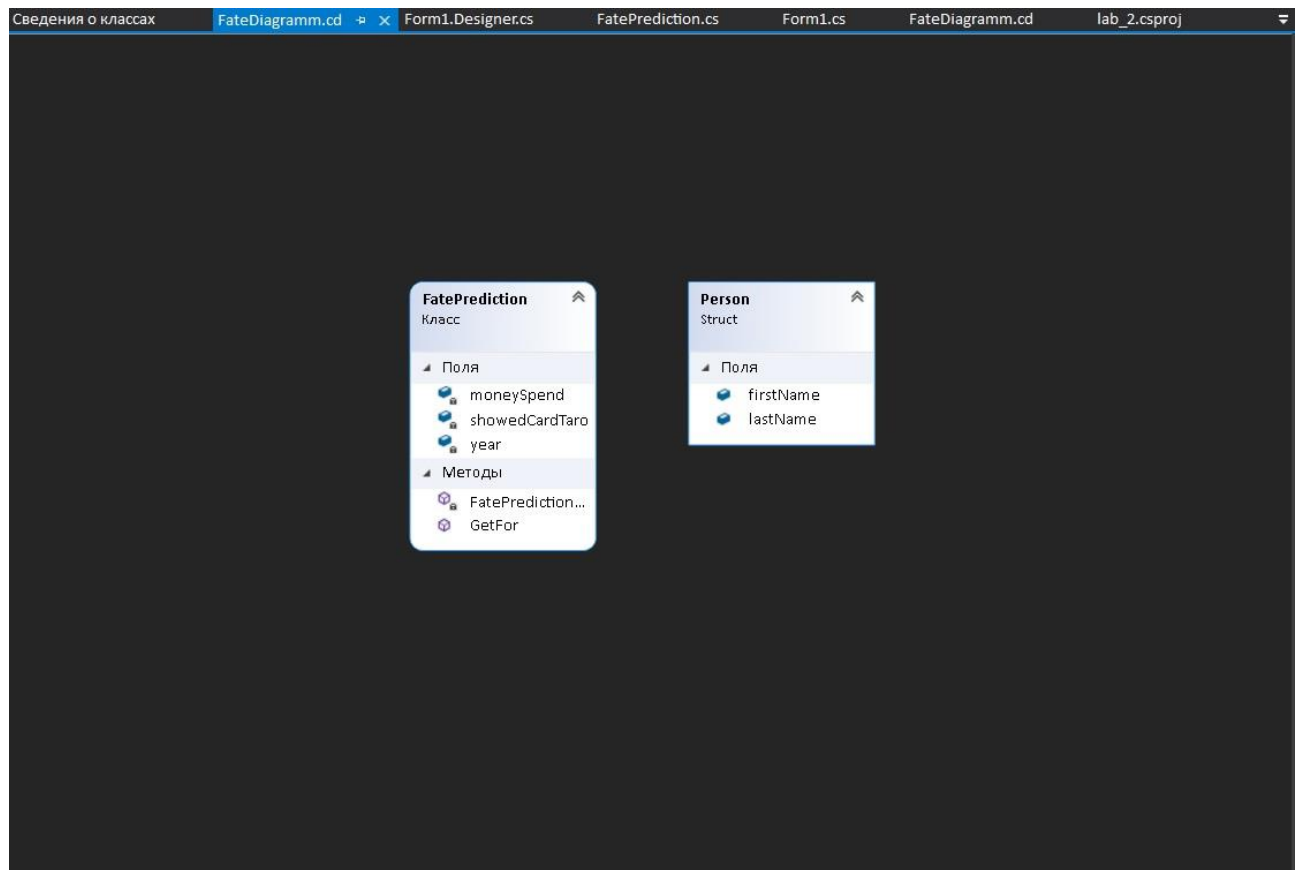 Сведения о классах FateDiagramm.cd Form1.Designer.cs FatePrediction.cs Form1.cs FateDiagramm.cd lab_2.csproj
FatePrediction
Класс
Поля
moneySpend
showedCardTaro
year
Методы
FatePrediction...
GetFor
Person
Struct
Поля
firstName
lastName